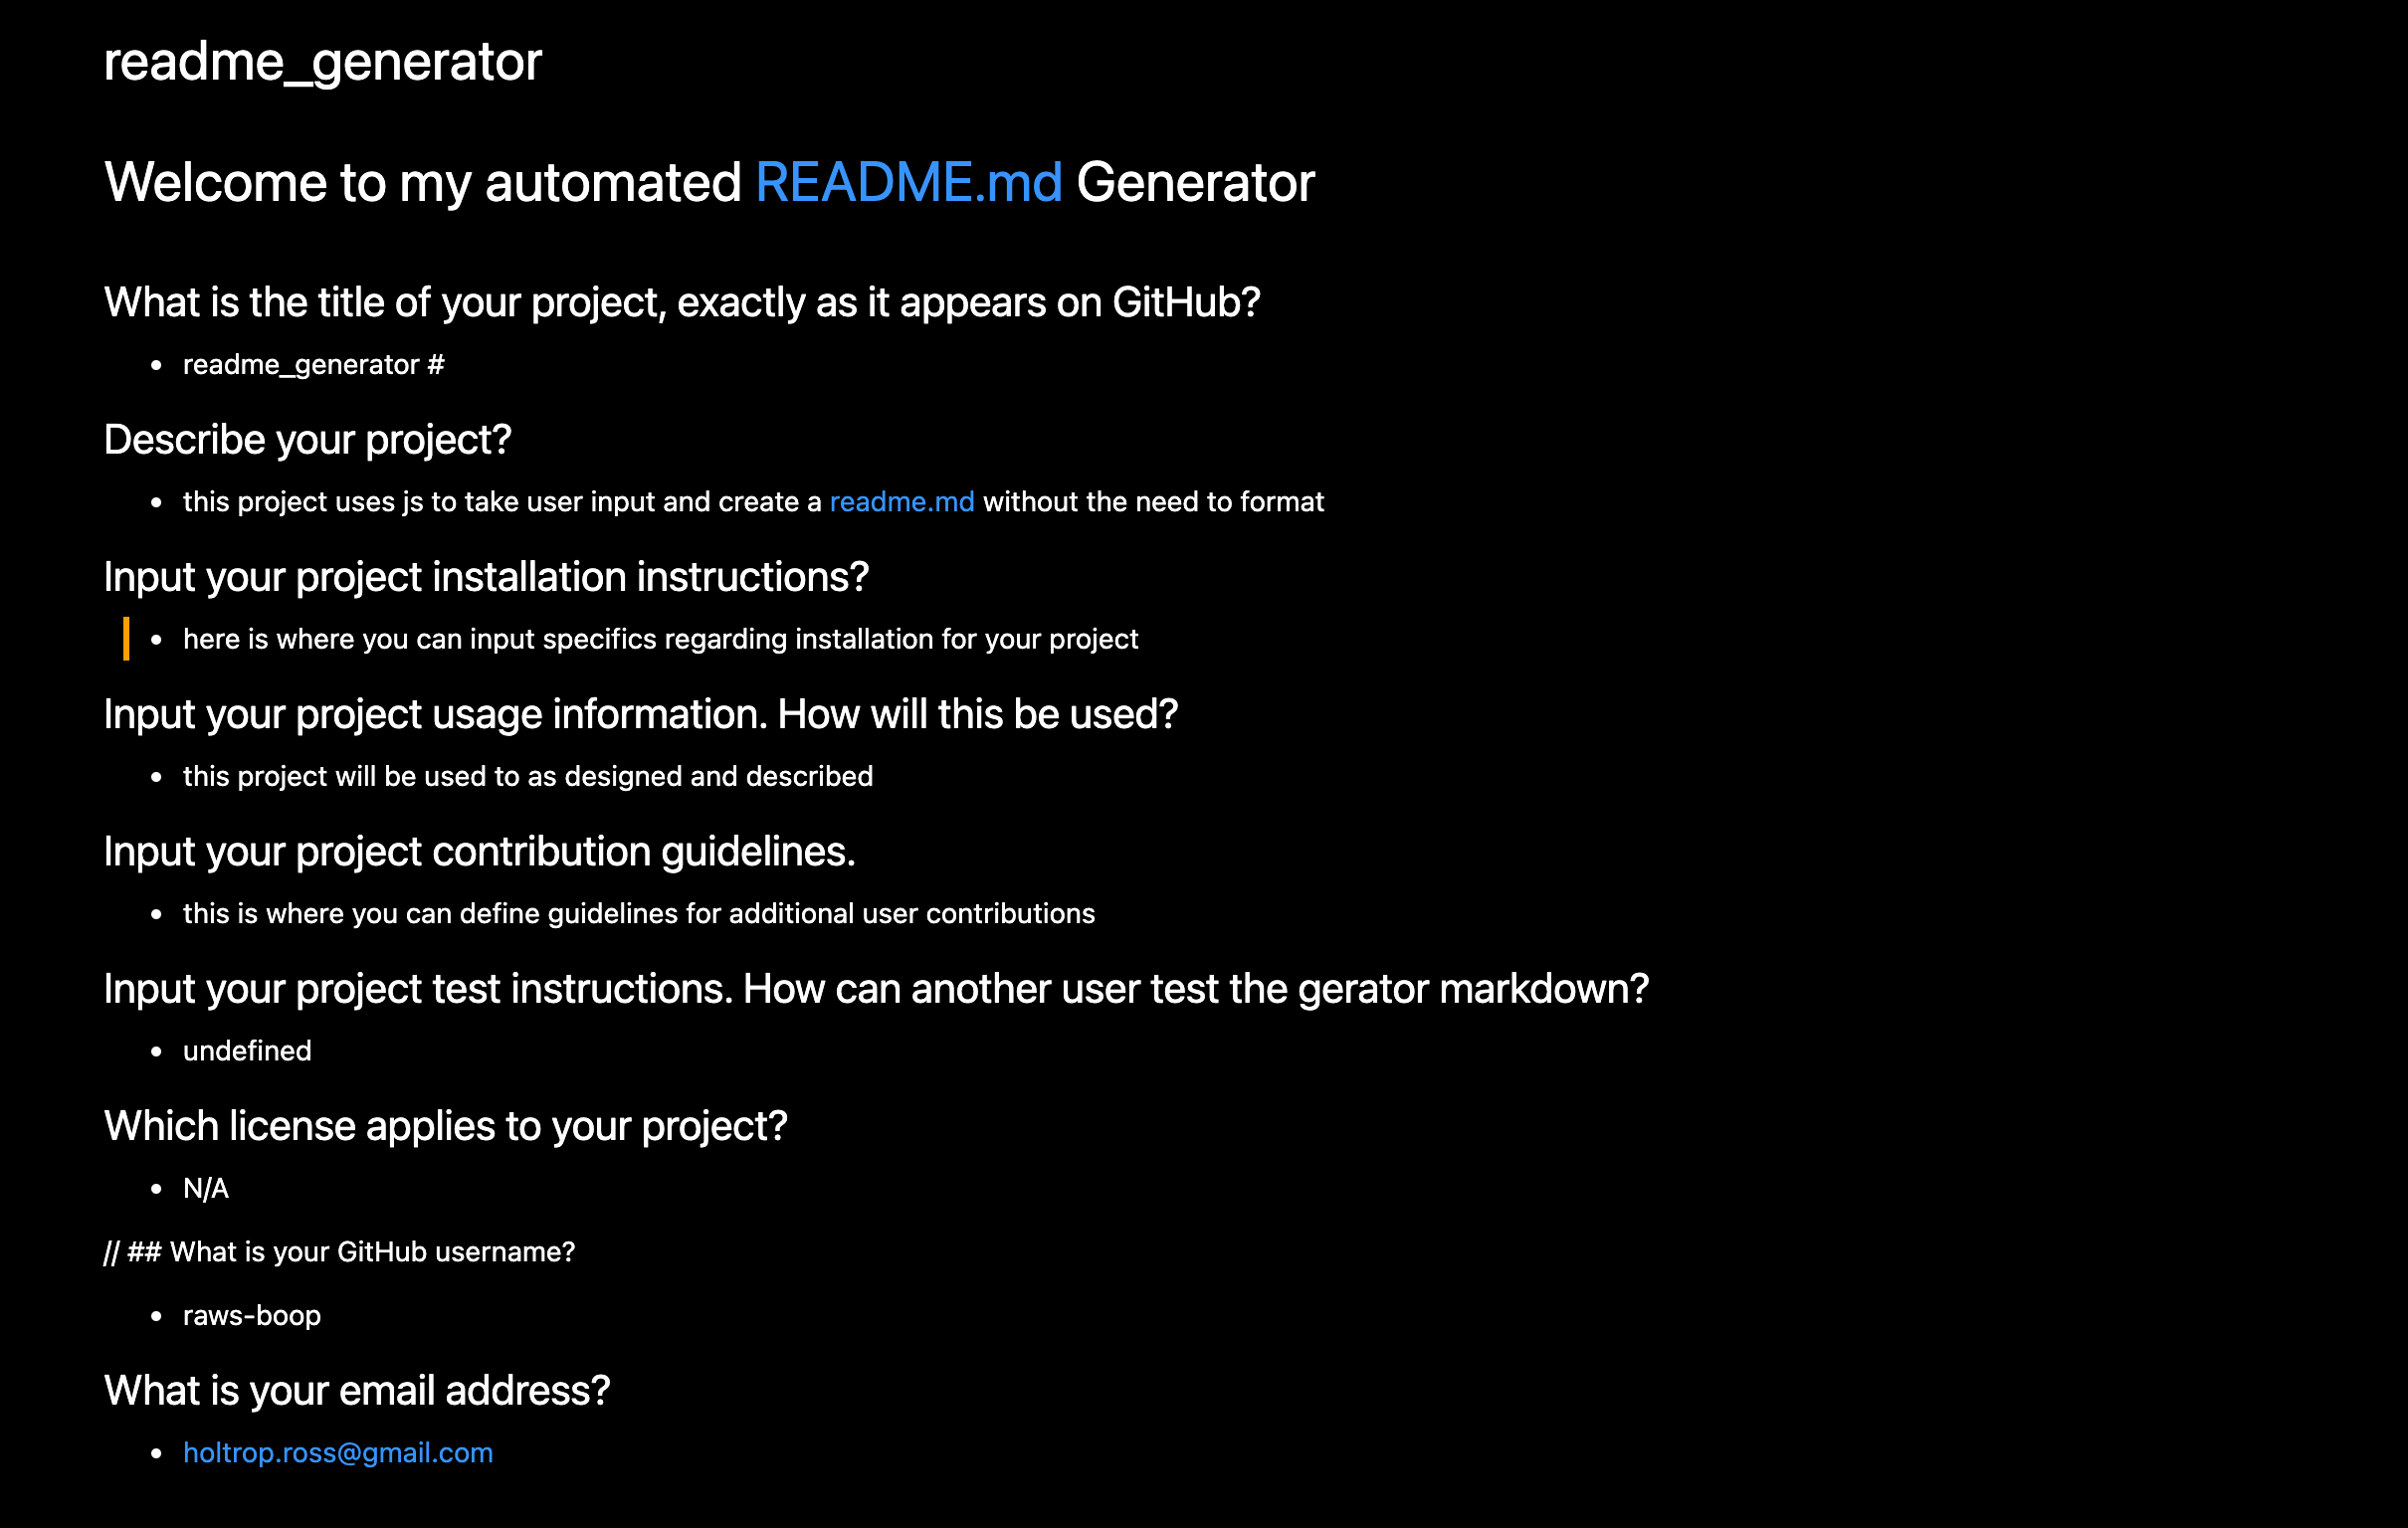 readme_generator
Welcome to my automated README.md Generator
What is the title of your project, exactly as it appears on GitHub?
• readme_generator #
Describe your project?
• this project uses js to take user input and create a readme.md without the need to format
Input your project installation instructions?
• here is where you can input specifics regarding installation for your project
Input your project usage information. How will this be used?
• this project will be used to as designed and described
Input your project contribution guidelines.
• this is where you can define guidelines for additional user contributions
Input your project test instructions. How can another user test the gerator markdown?
• undefined
Which license applies to your project?
• N/A
// ## What is your GitHub username?
• raws-boop
What is your email address?
• holtrop.ross@gmail.com